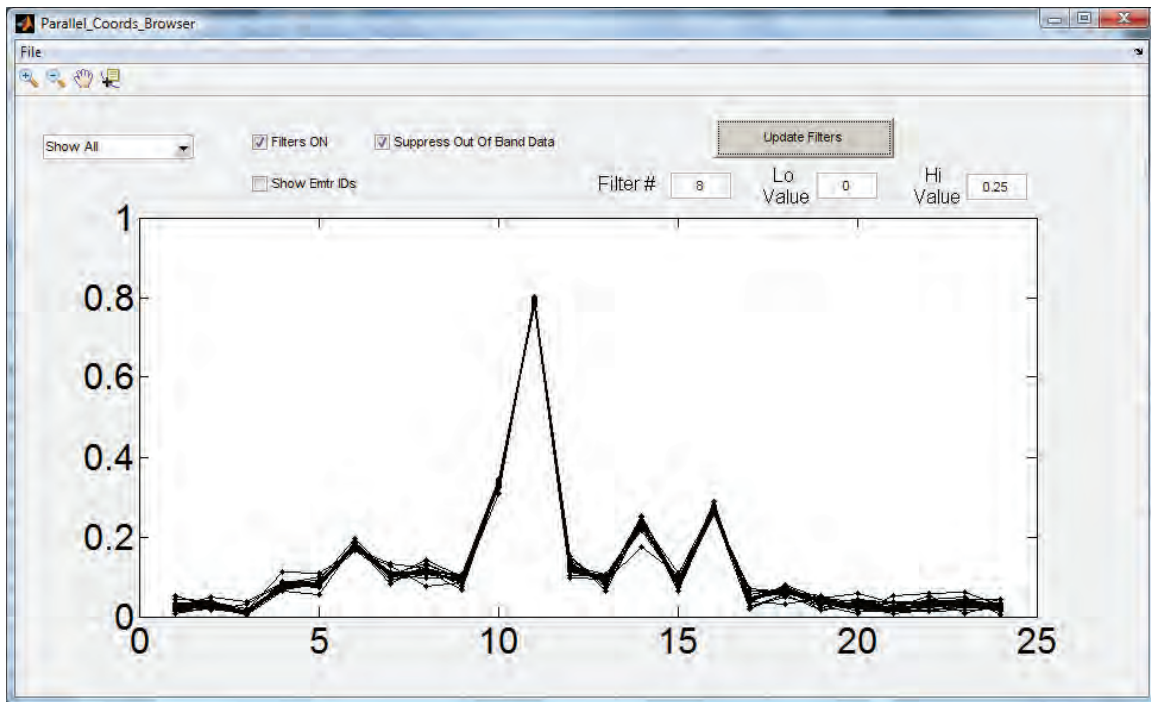 Parallel_Coords_Browser
File
Show All
Filters ON
Suppress Out Of Band Data
Update Filters
Show Emtr IDs
Filter #
8
Lo
Value
0
Hi
Value
0.25
1
0.8
0.6
0.4
0.2
0
0 5 10 15 20 25